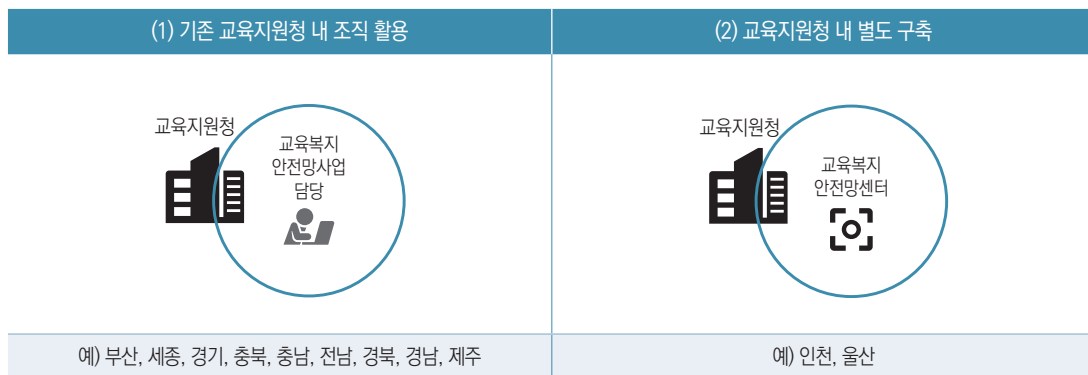 (1) 기존 교육지원청 내 조직 활용
(2) 교육지원청 내 별도 구축
교육지원청
교육복지
안전망사업
담당
교육지원청
교육복지
안전망센터
예) 부산, 세종, 경기, 충북, 충남, 전남, 경북, 경남, 제주
예) 인천, 울산